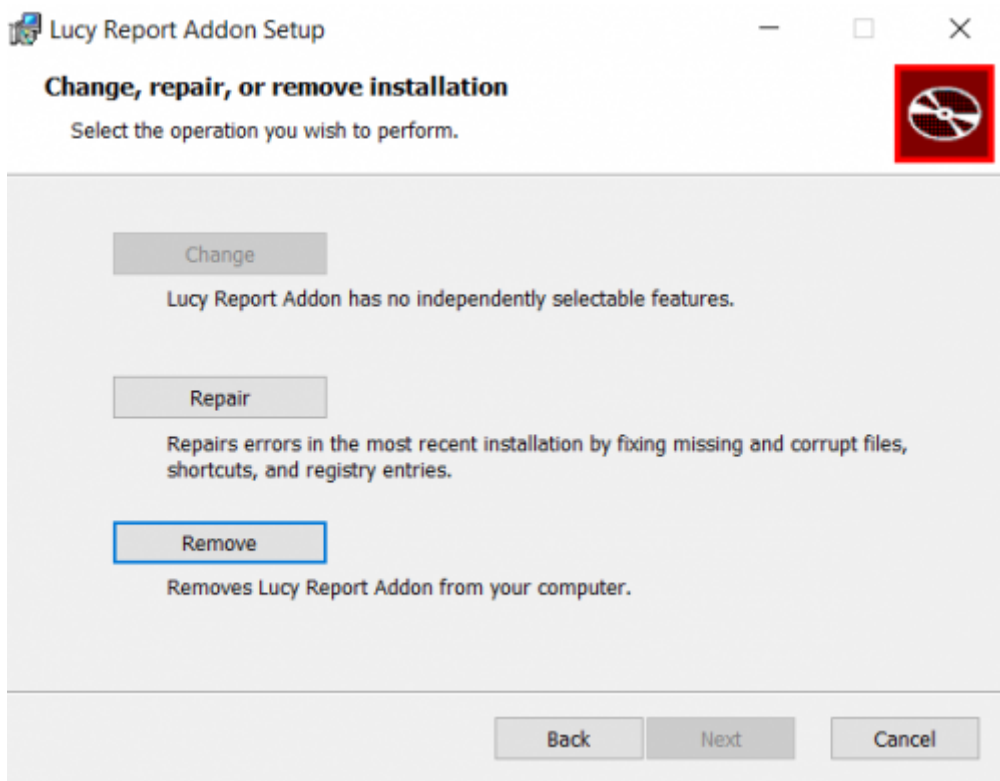 Lucy Report Addon Setup
Change, repair, or remove installation
Select the operation you wish to perform.
Change
Lucy Report Addon has no independently selectable features.
Repair
Repairs errors in the most recent installation by fixing missing and corrupt files,
shortcuts, and registry entries.
Remove
Removes Lucy Report Addon from your computer.
Back
Next
Cancel